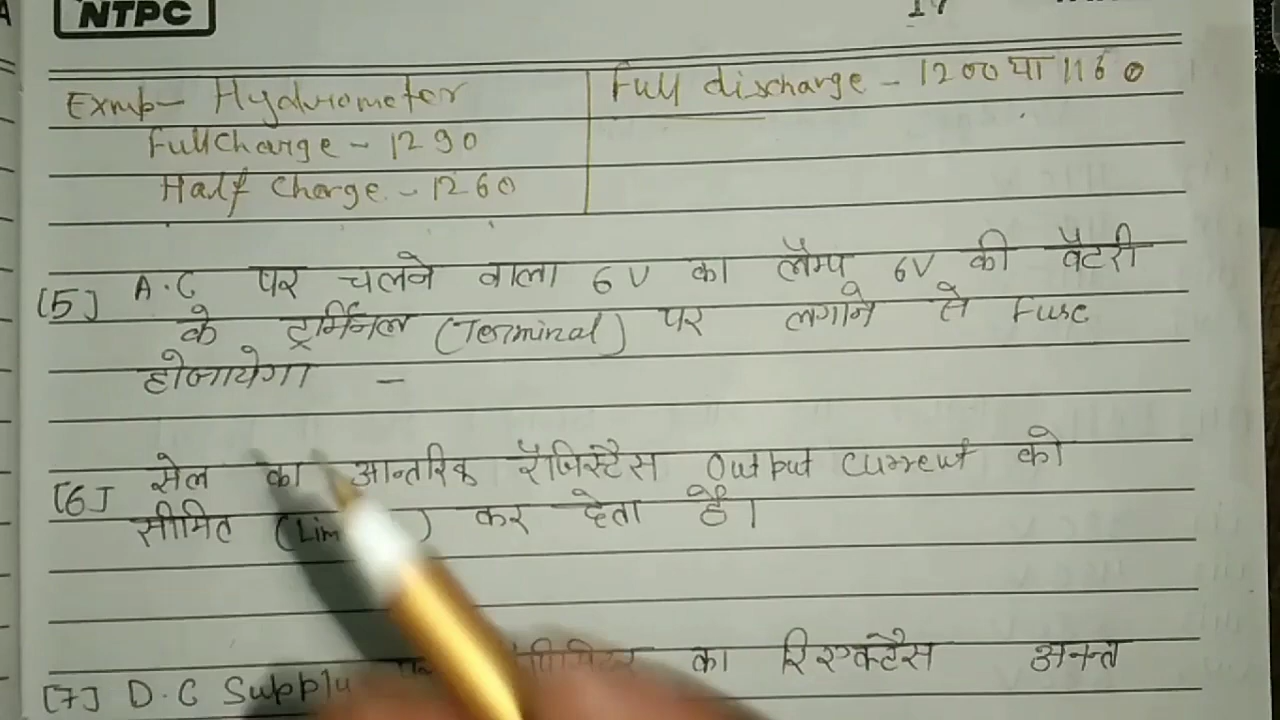 NTPC
Exmp- Hydrometer
Full Charge - 1290
Half Charge - 1260
Full discharge - 1200 या 1160
[5] A.C पर चलने वाला 6V का लैम्प 6V की बैटरी
के टर्मिनल (Terminal) पर लगाने से Fuse
होजायेगा -
[6] सेल का आन्तरिक रैजिस्टैंस Output Current को
सीमित (Lim ) कर देता है।
[7] D.C Supply का रिएक्टैंस अनन्त